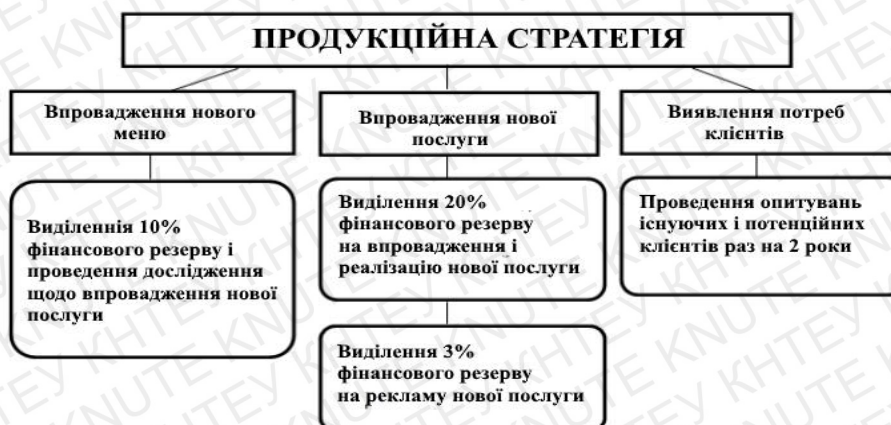 ПРОДУКЦІЙНА СТРАТЕГІЯ
Впровадження нового
меню
Впровадження нової
послуги
Виявлення потреб
клієнтів
Виділеннія 10%
фінансового резерву і
проведення дослідження
щодо впровадження нової
послуги
Виділення 20%
фінансового резерву
на впровадження і
реалізацію нової послуги
Проведення опитувань
існуючих і потенційних
клієнтів раз на 2 роки
Виділення 3%
фінансового резерву
на рекламу нової послуги